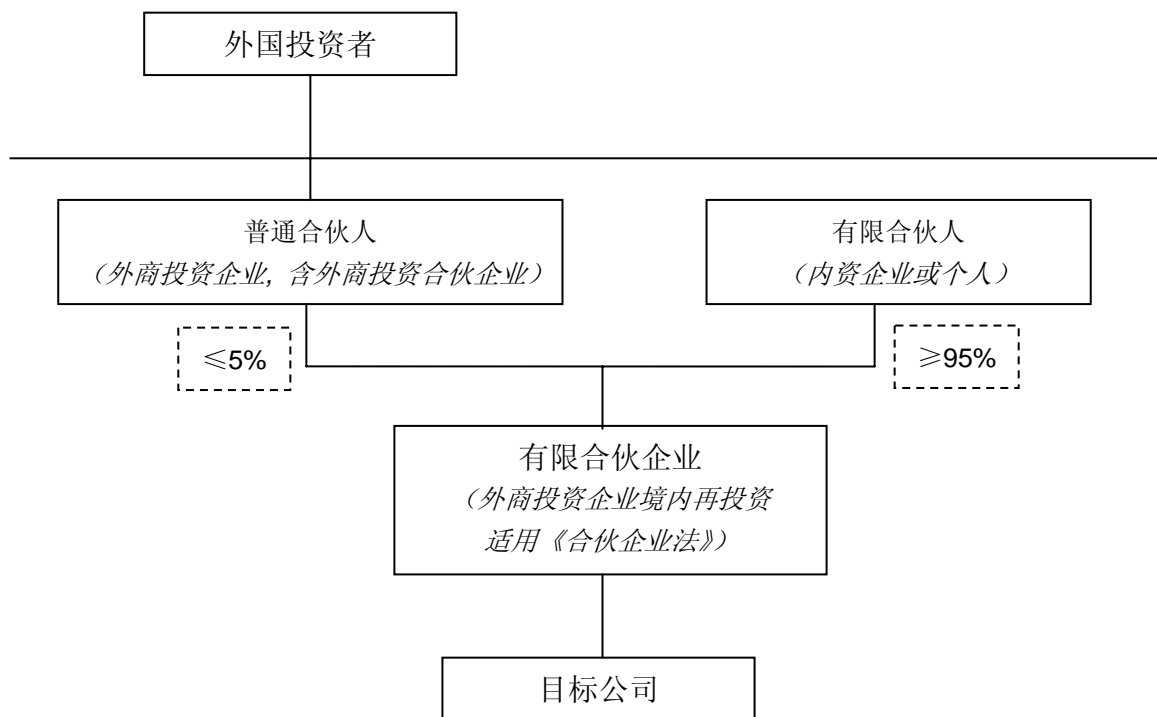 外国投资者
普通合伙人
（外商投资企业, 含外商投资合伙企业）
有限合伙人
（内资企业或个人）
≤5%
≥95%
有限合伙企业
（外商投资企业境内再投资
适用《合伙企业法》）
目标公司